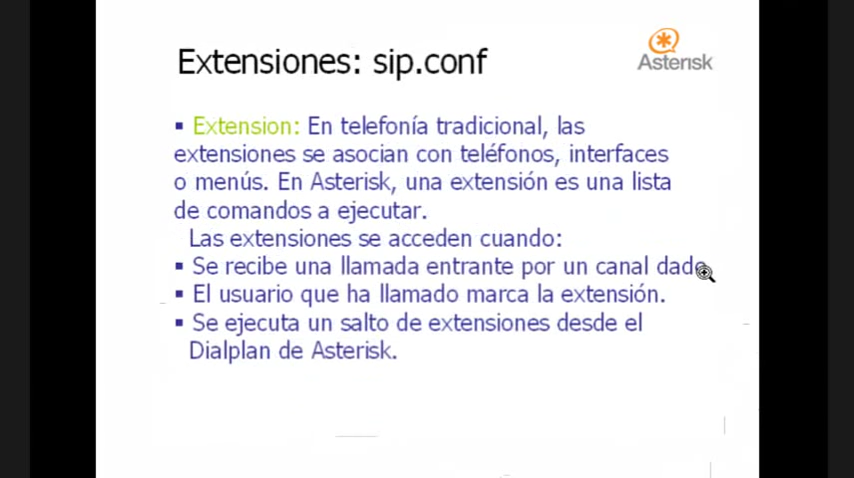 Extensiones: sip.conf
Asterisk
▪ Extension: En telefonía tradicional, las
extensiones se asocian con teléfonos, interfaces
o menús. En Asterisk, una extensión es una lista
de comandos a ejecutar.
Las extensiones se acceden cuando:
▪ Se recibe una llamada entrante por un canal dado
▪ El usuario que ha llamado marca la extensión.
▪ Se ejecuta un salto de extensiones desde el
Dialplan de Asterisk.